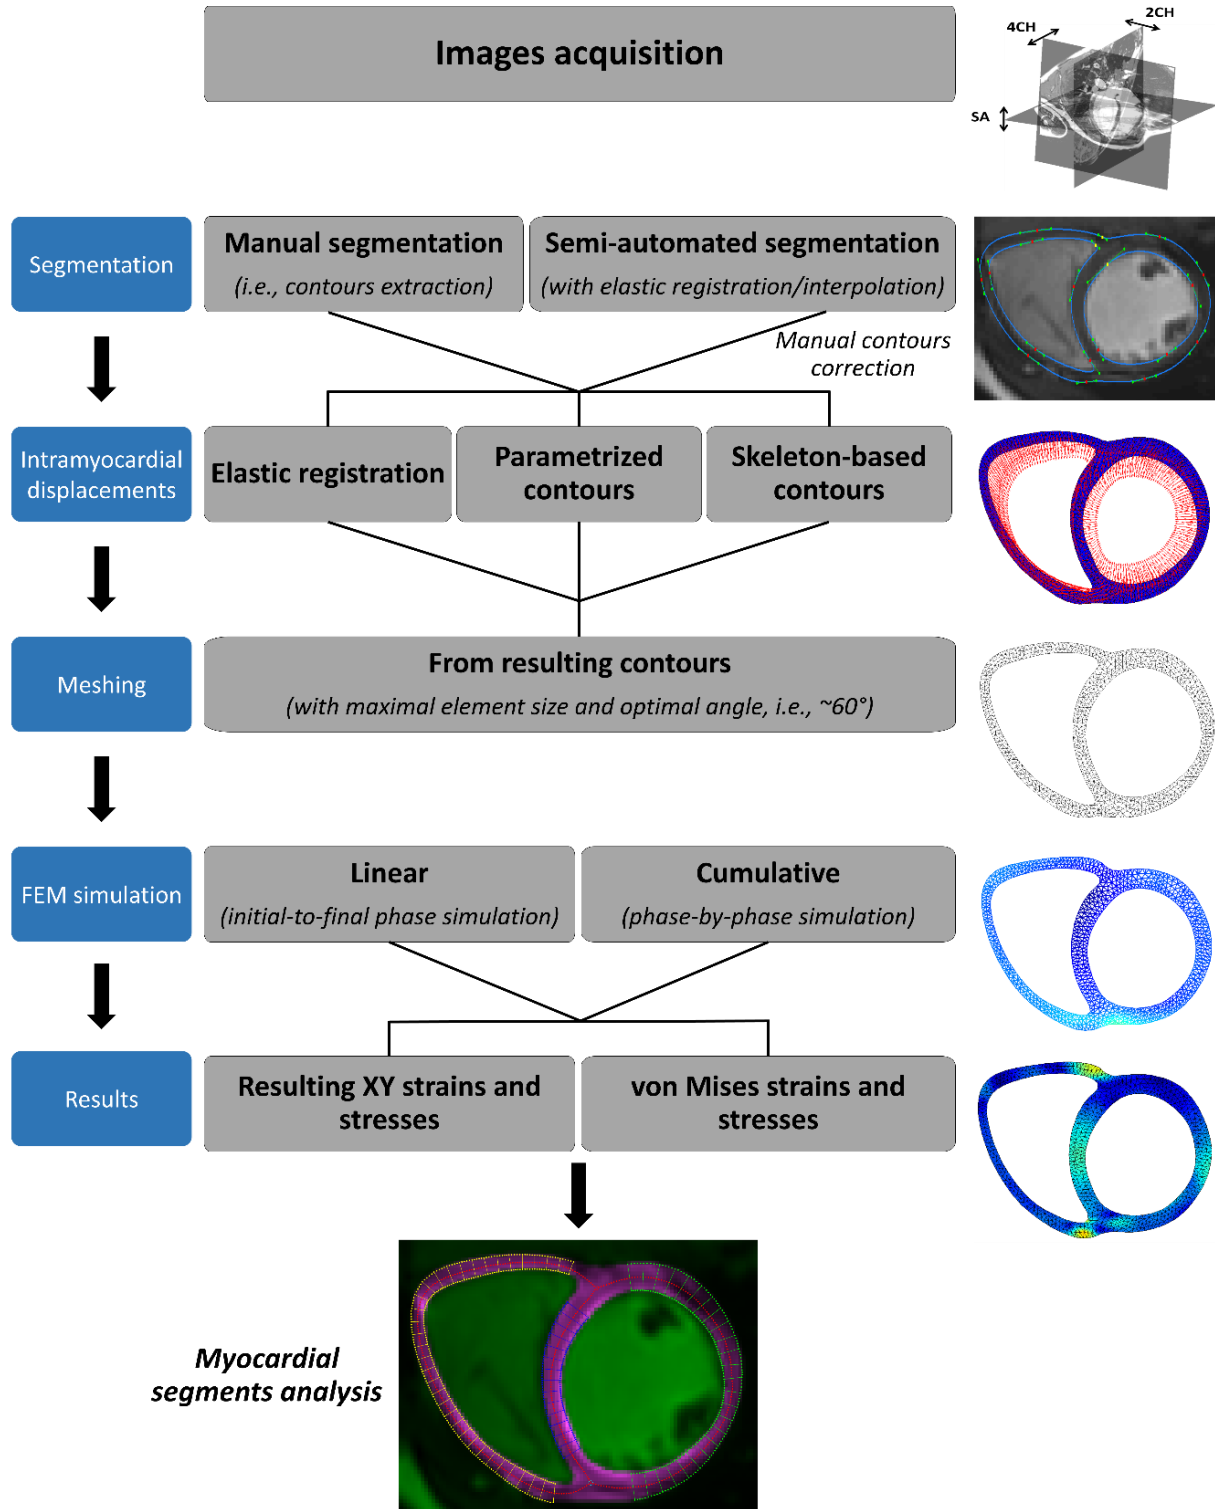 Images acquisition
2CH
4CH
SA
Segmentation
Manual segmentation
(i.e., contours extraction)
Semi-automated segmentation
(with elastic registration/interpolation)
Manual contours
correction
Intramyocardial
displacements
Elastic registration
Parametrized
contours
Skeleton-based
contours
Meshing
From resulting contours
(with maximal element size and optimal angle, i.e., ~60°)
FEM simulation
Linear
(initial-to-final phase simulation)
Cumulative
(phase-by-phase simulation)
Results
Resulting XY strains and
stresses
von Mises strains and
stresses
Myocardial
segments analysis